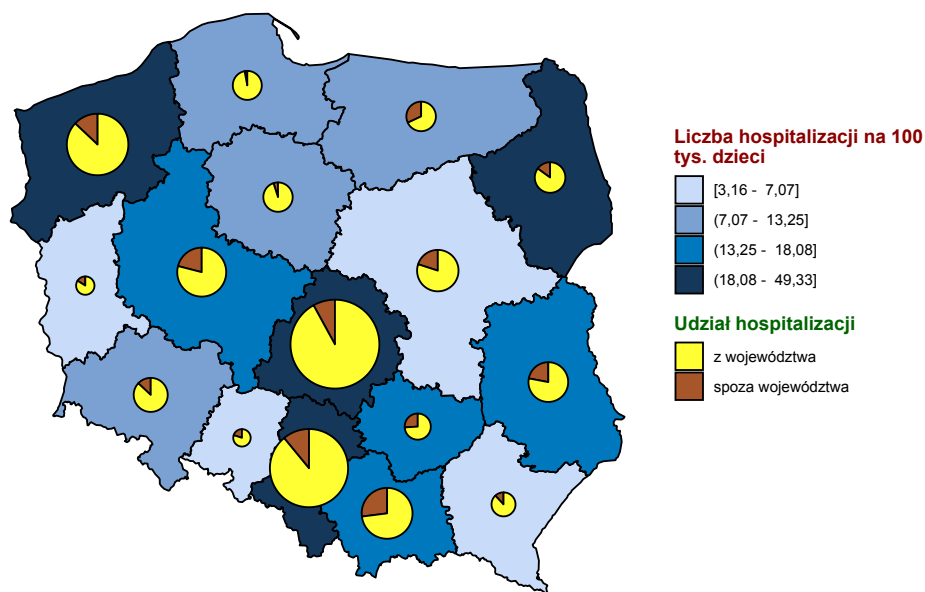 Liczba hospitalizacji na 100
tys. dzieci
[3,16 - 7,07]
(7,07 - 13,25]
(13,25 - 18,08]
(18,08 - 49,33]
Udział hospitalizacji
z województwa
spoza województwa